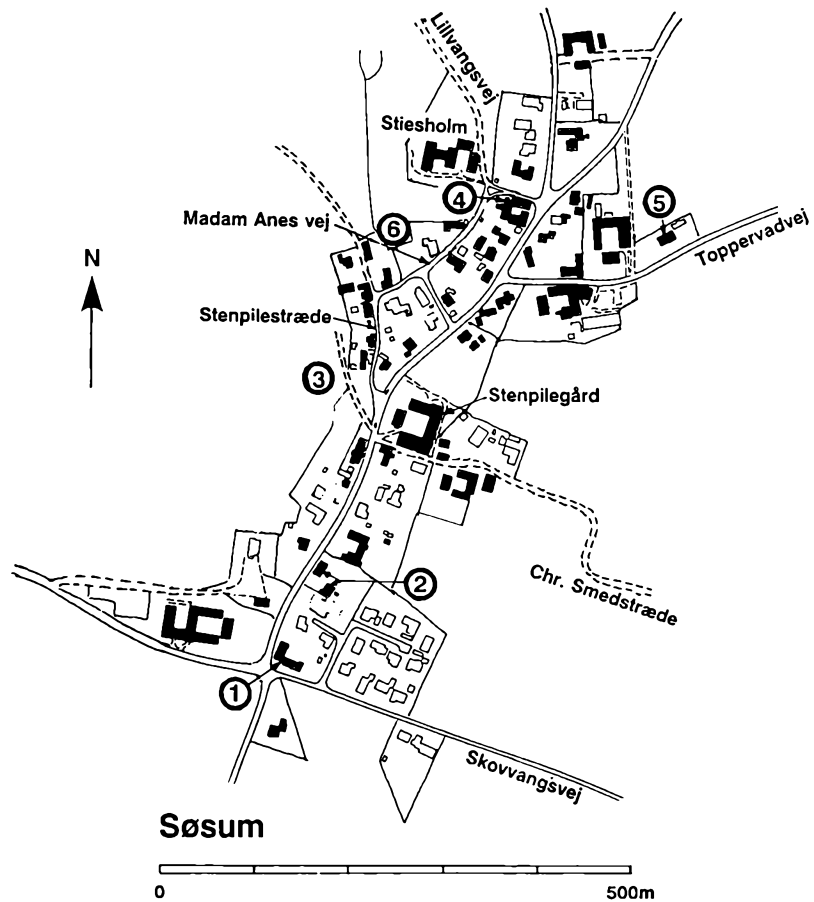 Lillvangsvej
Stiesholm
4
5
Madam Anes vej
6
Toppervadvej
N
Stenpilestræde
3
Stenpilegård
2
Chr. Smedstræde
1
Skovvangsvej
Søsum
0
500m